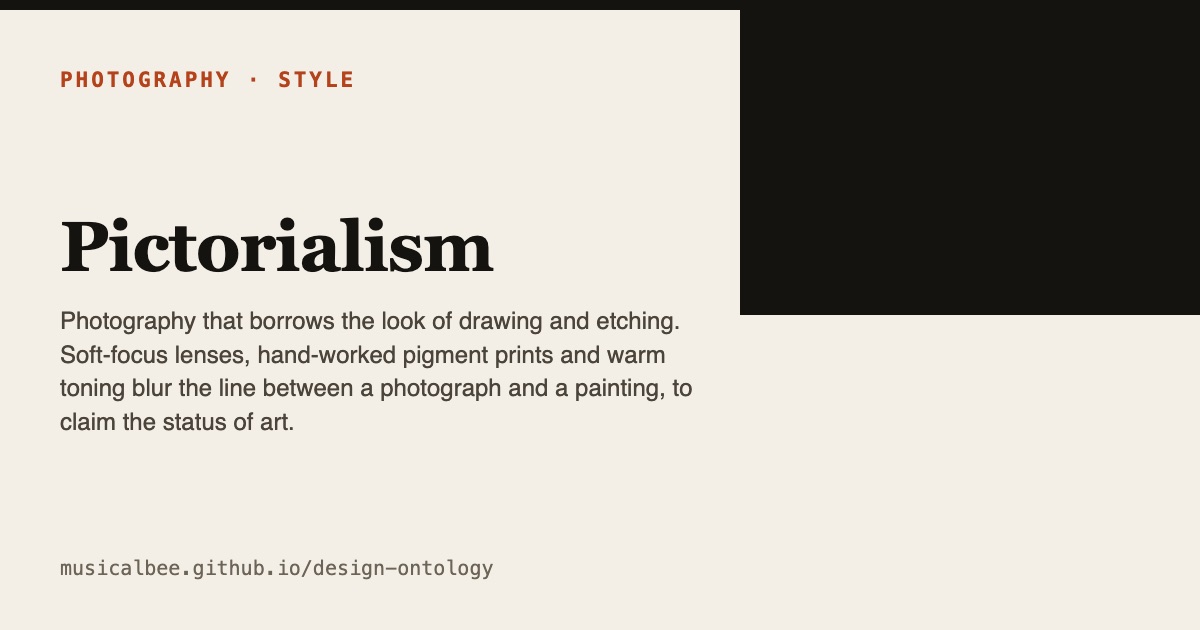 PHOTOGRAPHY · STYLE
Pictorialism
Photography that borrows the look of drawing and etching.
Soft-focus lenses, hand-worked pigment prints and warm
toning blur the line between a photograph and a painting, to
claim the status of art.
musicalbee.github.io/design-ontology